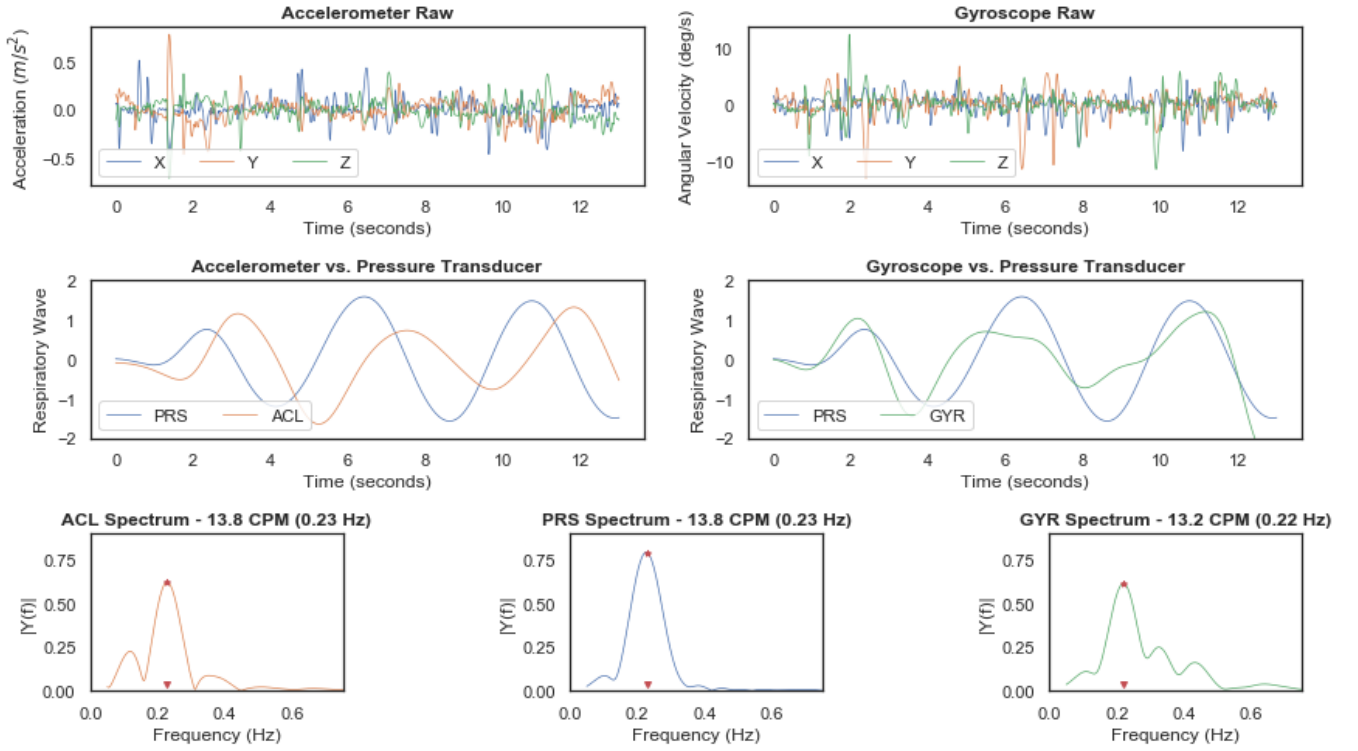 Accelerometer Raw
Acceleration (m/s²)
0.5
0.0
−0.5
X Y Z
0 2 4 6 8 10 12
Time (seconds)
Gyroscope Raw
Angular Velocity (deg/s)
10
0
−10
X Y Z
0 2 4 6 8 10 12
Time (seconds)
Accelerometer vs. Pressure Transducer
Respiratory Wave
2
1
0
−1
−2
PRS ACL
0 2 4 6 8 10 12
Time (seconds)
Gyroscope vs. Pressure Transducer
Respiratory Wave
2
1
0
−1
−2
PRS GYR
0 2 4 6 8 10 12
Time (seconds)
ACL Spectrum - 13.8 CPM (0.23 Hz)
|Y(f)|
0.75
0.50
0.25
0.00
0.0 0.2 0.4 0.6
Frequency (Hz)
PRS Spectrum - 13.8 CPM (0.23 Hz)
|Y(f)|
0.75
0.50
0.25
0.00
0.0 0.2 0.4 0.6
Frequency (Hz)
GYR Spectrum - 13.2 CPM (0.22 Hz)
|Y(f)|
0.75
0.50
0.25
0.00
0.0 0.2 0.4 0.6
Frequency (Hz)